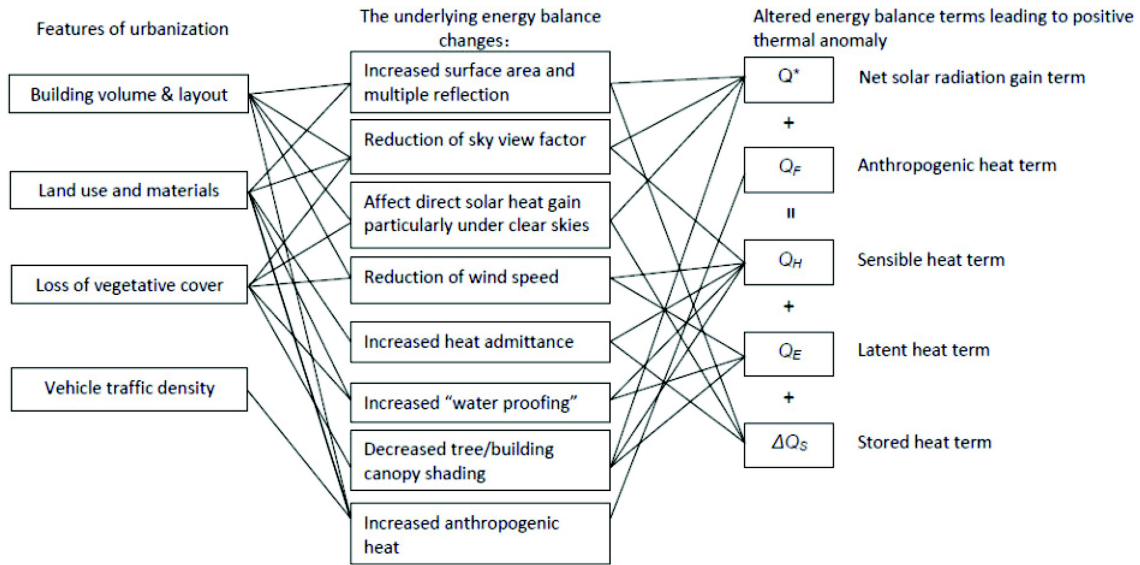 Features of urbanization
The underlying energy balance
changes:
Altered energy balance terms leading to positive
thermal anomaly
Building volume & layout
Land use and materials
Loss of vegetative cover
Vehicle traffic density
Increased surface area and
multiple reflection
Reduction of sky view factor
Affect direct solar heat gain
particularly under clear skies
Reduction of wind speed
Increased heat admittance
Increased “water proofing”
Decreased tree/building
canopy shading
Increased anthropogenic
heat
Q* Net solar radiation gain term
+
Q_F Anthropogenic heat term
=
Q_H Sensible heat term
+
Q_E Latent heat term
+
ΔQ_S Stored heat term